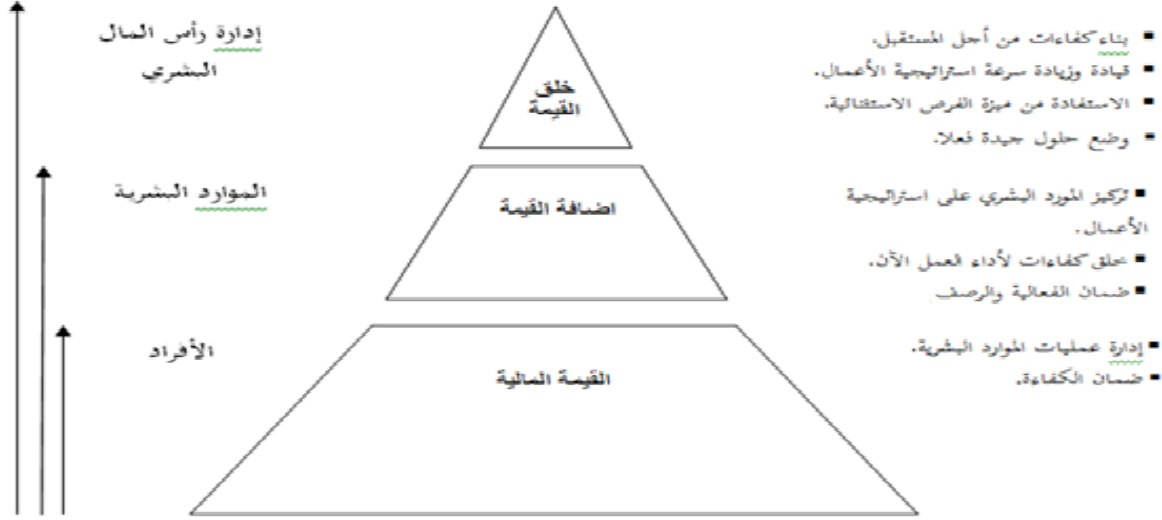 إدارة رأس المال
البشري
خلق
القيمة
▪ بناء كفاءات من أجل المستقبل.
▪ قيادة وزيادة سرعة استراتيجية الأعمال.
▪ الاستفادة من ميزة الفرص الاستثنائية.
▪ وضع حلول جيدة فعلا.
الموارد البشرية
اضافة القيمة
▪ تركيز المورد البشري على استراتيجية
الأعمال.
▪ خلق كفاءات لأداء العمل الآن.
▪ ضمان الفعالية والرصف
الأفراد
القيمة المالية
▪ إدارة عمليات الموارد البشرية.
▪ ضمان الكفاءة.